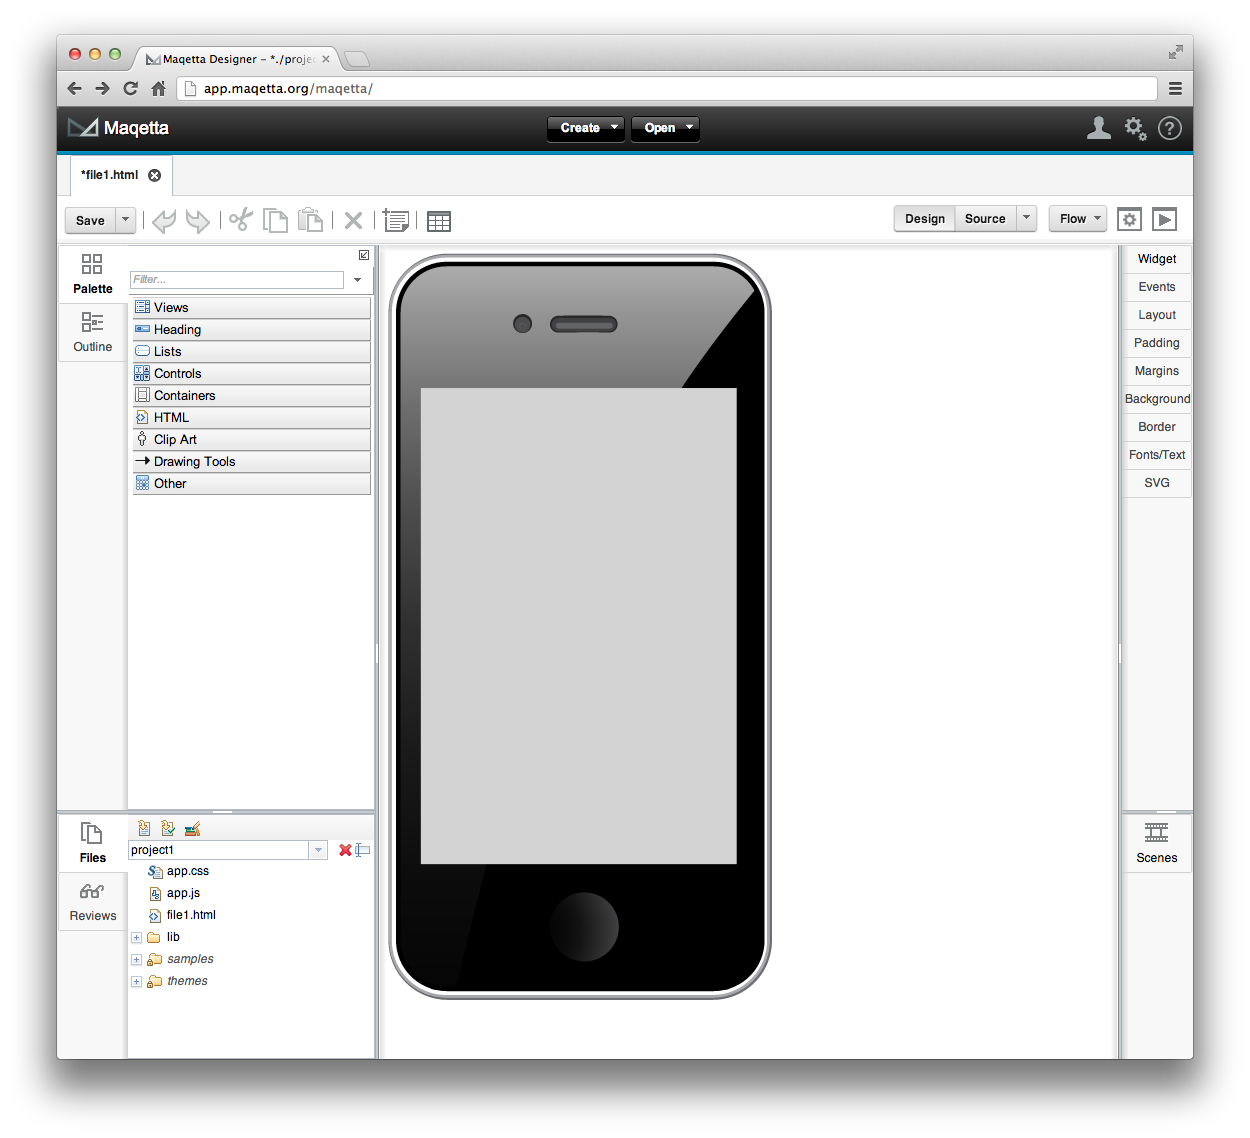 Maqetta Designer – *./proje
app.maqetta.org/maqetta/
Maqetta
Create
Open
*file1.html
Save
Design
Source
Flow
Palette
Outline
Filter...
Views
Heading
Lists
Controls
Containers
HTML
Clip Art
Drawing Tools
Other
Widget
Events
Layout
Padding
Margins
Background
Border
Fonts/Text
SVG
Files
Reviews
project1
app.css
app.js
file1.html
lib
samples
themes
Scenes